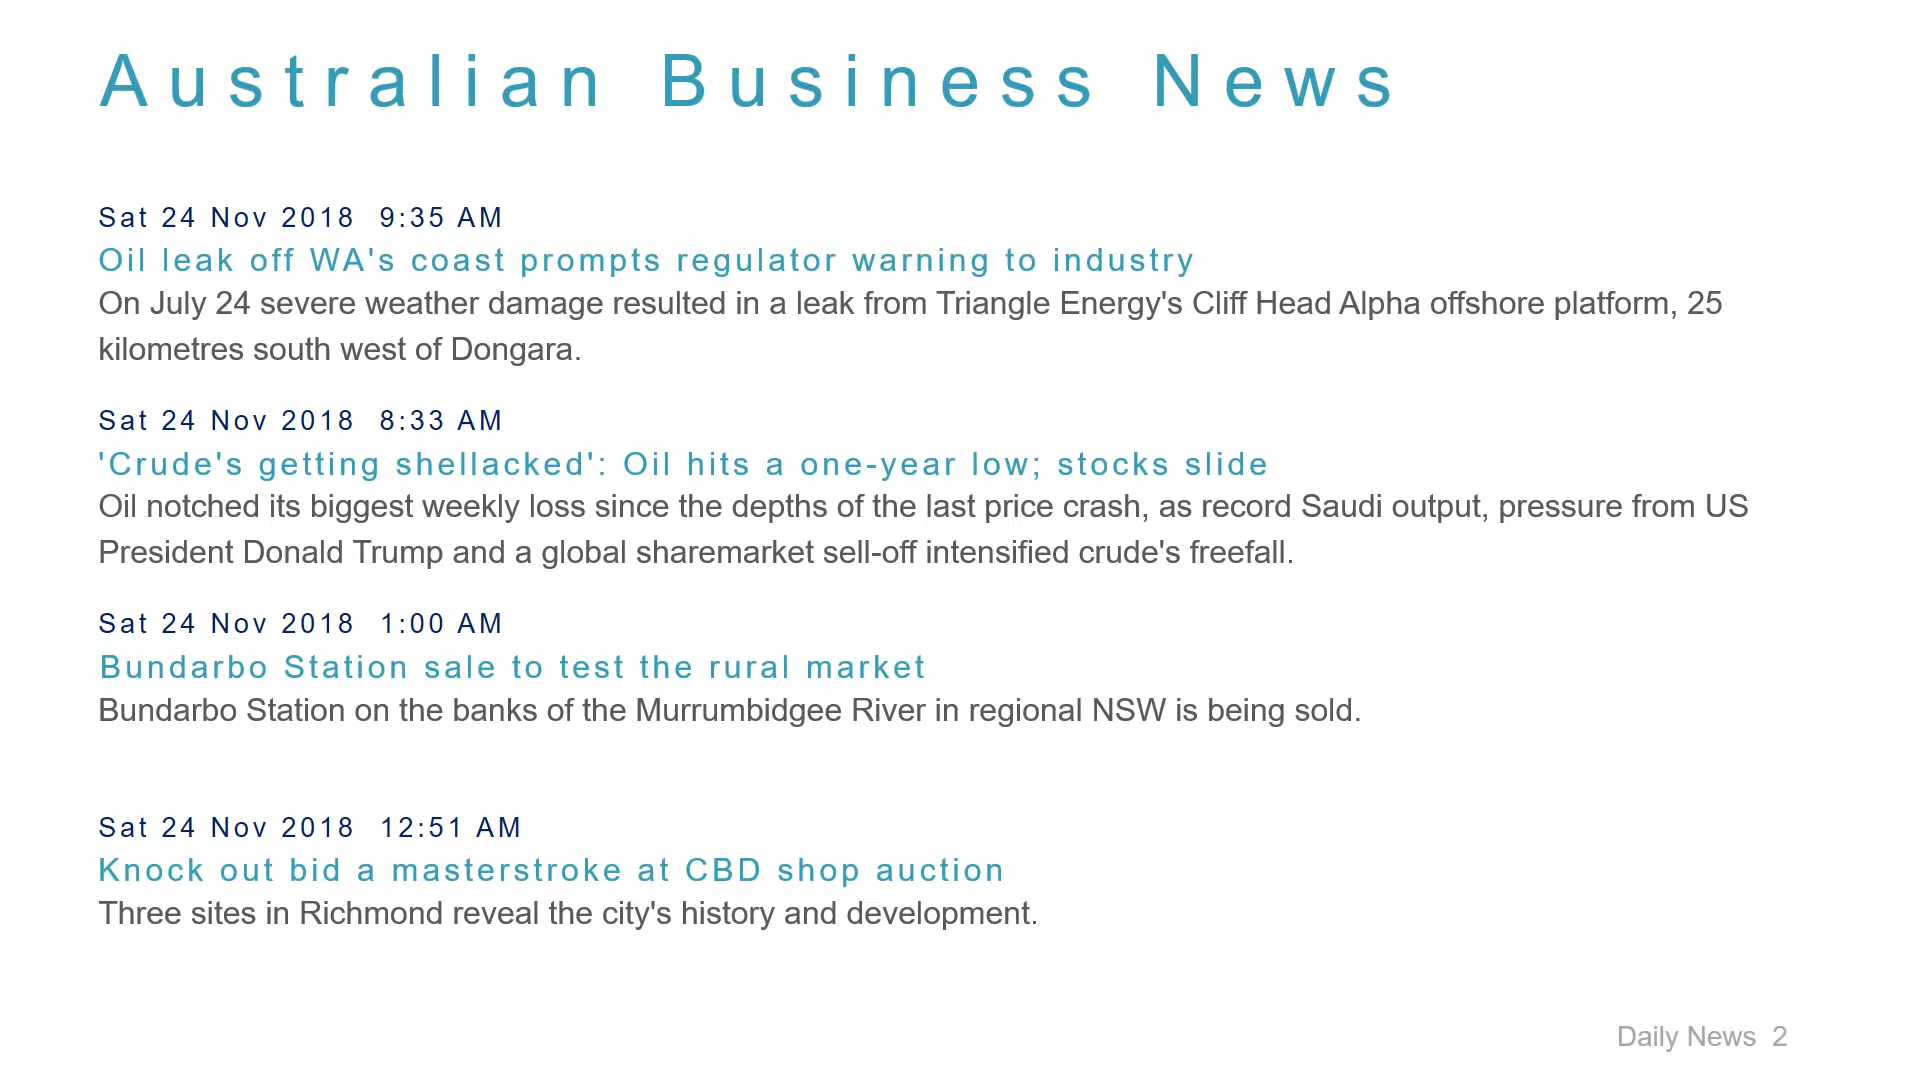 Australian Business News
Sat 24 Nov 2018 9:35 AM
Oil leak off WA's coast prompts regulator warning to industry
On July 24 severe weather damage resulted in a leak from Triangle Energy's Cliff Head Alpha offshore platform, 25
kilometres south west of Dongara.
Sat 24 Nov 2018 8:33 AM
'Crude's getting shellacked': Oil hits a one-year low; stocks slide
Oil notched its biggest weekly loss since the depths of the last price crash, as record Saudi output, pressure from US
President Donald Trump and a global sharemarket sell-off intensified crude's freefall.
Sat 24 Nov 2018 1:00 AM
Bundarbo Station sale to test the rural market
Bundarbo Station on the banks of the Murrumbidgee River in regional NSW is being sold.
Sat 24 Nov 2018 12:51 AM
Knock out bid a masterstroke at CBD shop auction
Three sites in Richmond reveal the city's history and development.
Daily News 2